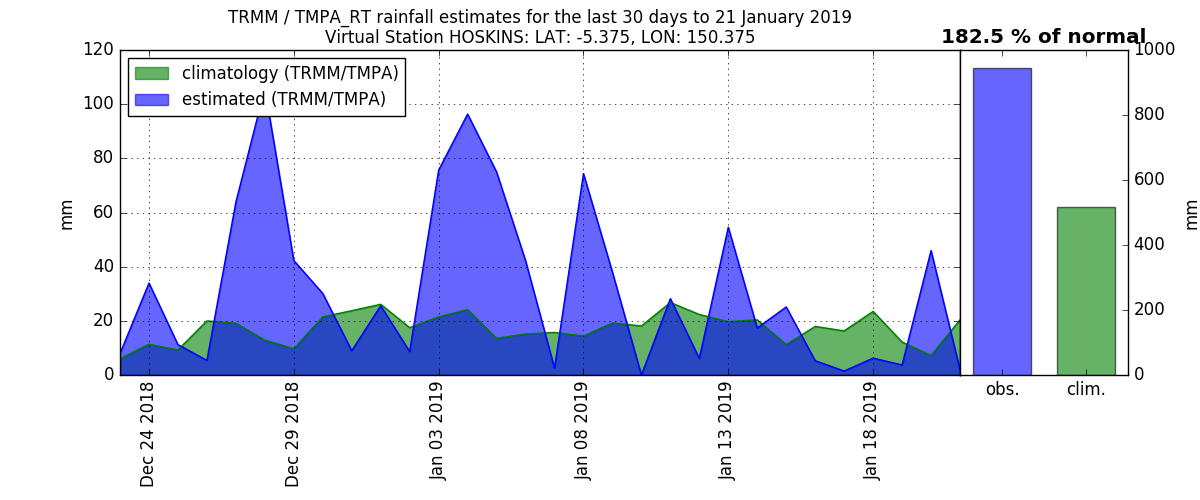 TRMM / TMPA_RT rainfall estimates for the last 30 days to 21 January 2019
Virtual Station HOSKINS: LAT: -5.375, LON: 150.375
182.5 % of normal
climatology (TRMM/TMPA)
estimated (TRMM/TMPA)
mm
120
100
80
60
40
20
0
Dec 24 2018
Dec 29 2018
Jan 03 2019
Jan 08 2019
Jan 13 2019
Jan 18 2019
obs.
clim.
1000
800
600
400
200
0
mm